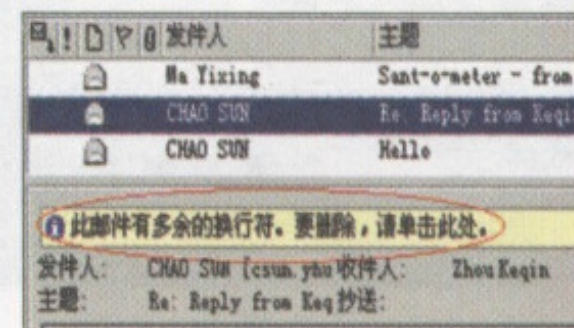 发件人 主题
Ma Yixing Sant-o-meter - from
CHAO SUN Re: Reply from Keqin
CHAO SUN Hello
此邮件有多余的换行符。要删除，请单击此处。
发件人: CHAO SUN [csun.yhu 收件人: Zhou Keqin
主题: Re: Reply from Keq 抄送: